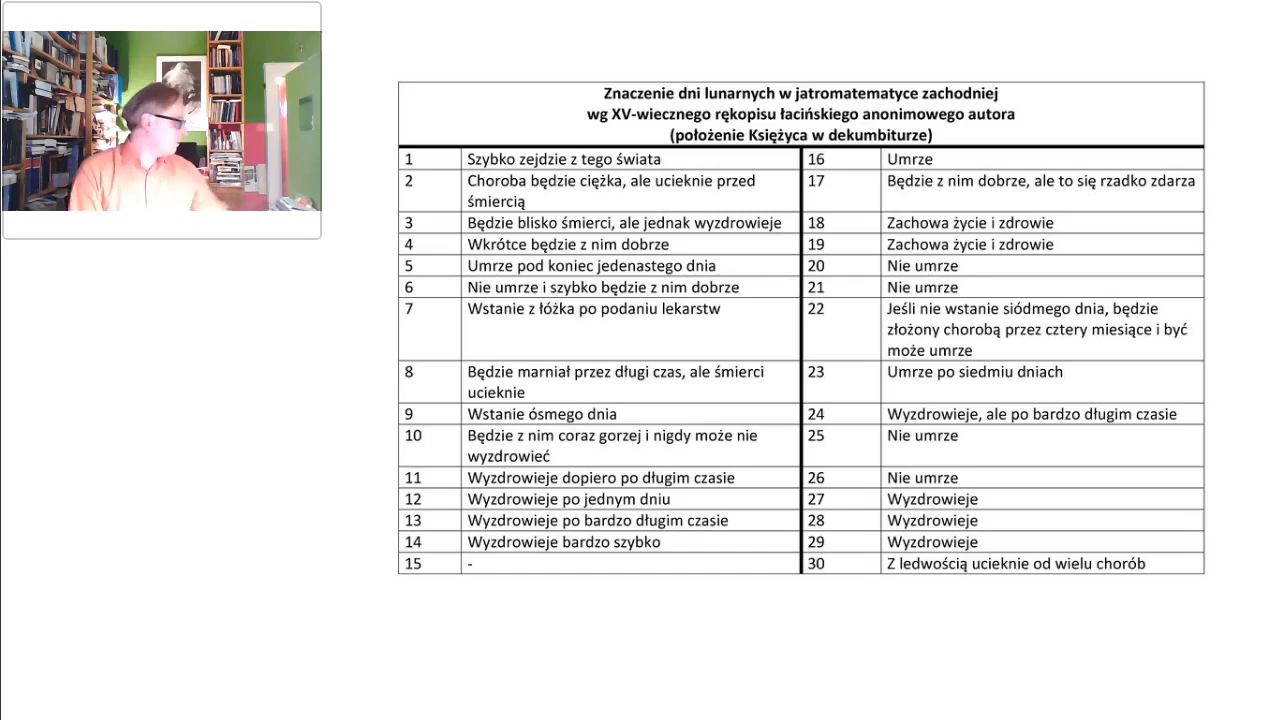 Znaczenie dni lunarnych w jatromatematyce zachodniej
wg XV-wiecznego rękopisu łacińskiego anonimowego autora
(położenie Księżyca w dekumbiturze)
1 Szybko zejdzie z tego świata
2 Choroba będzie ciężka, ale ucieknie przed
śmiercią
3 Będzie blisko śmierci, ale jednak wyzdrowieje
4 Wkrótce będzie z nim dobrze
5 Umrze pod koniec jedenastego dnia
6 Nie umrze i szybko będzie z nim dobrze
7 Wstanie z łóżka po podaniu lekarstw
8 Będzie marniał przez długi czas, ale śmierci
ucieknie
9 Wstanie ósmego dnia
10 Będzie z nim coraz gorzej i nigdy może nie
wyzdrowieć
11 Wyzdrowieje dopiero po długim czasie
12 Wyzdrowieje po jednym dniu
13 Wyzdrowieje po bardzo długim czasie
14 Wyzdrowieje bardzo szybko
15 -
16 Umrze
17 Będzie z nim dobrze, ale to się rzadko zdarza
18 Zachowa życie i zdrowie
19 Zachowa życie i zdrowie
20 Nie umrze
21 Nie umrze
22 Jeśli nie wstanie siódmego dnia, będzie
złożony chorobą przez cztery miesiące i być
może umrze
23 Umrze po siedmiu dniach
24 Wyzdrowieje, ale po bardzo długim czasie
25 Nie umrze
26 Nie umrze
27 Wyzdrowieje
28 Wyzdrowieje
29 Wyzdrowieje
30 Z ledwością ucieknie od wielu chorób